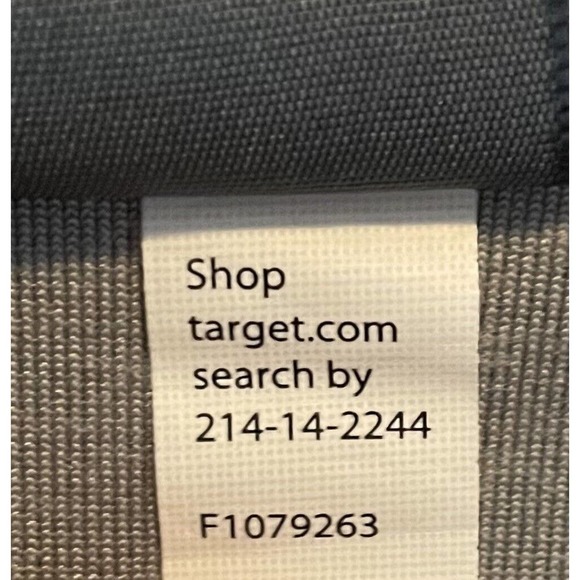 Shop
target.com
search by
214-14-2244
F1079263